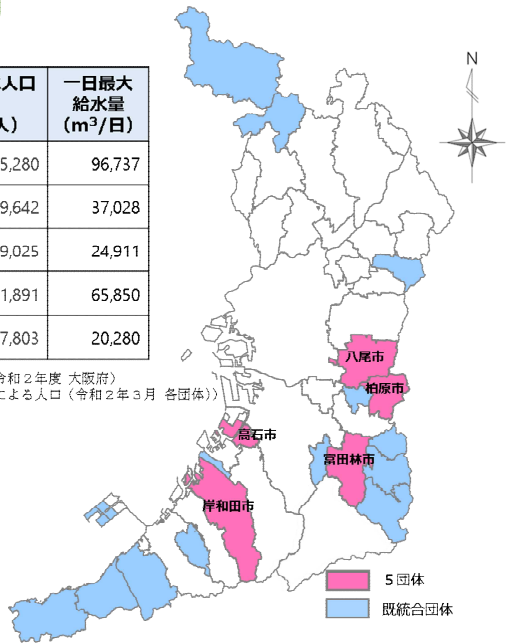 人口 一日最大
給水量
人） （m³/日）
5,280 96,737
9,642 37,028
9,025 24,911
1,891 65,850
7,803 20,280
令和２年度 大阪府）
による人口（令和２年３月 各団体））
N
八尾市
柏原市
高石市
富田林市
岸和田市
５団体
既統合団体